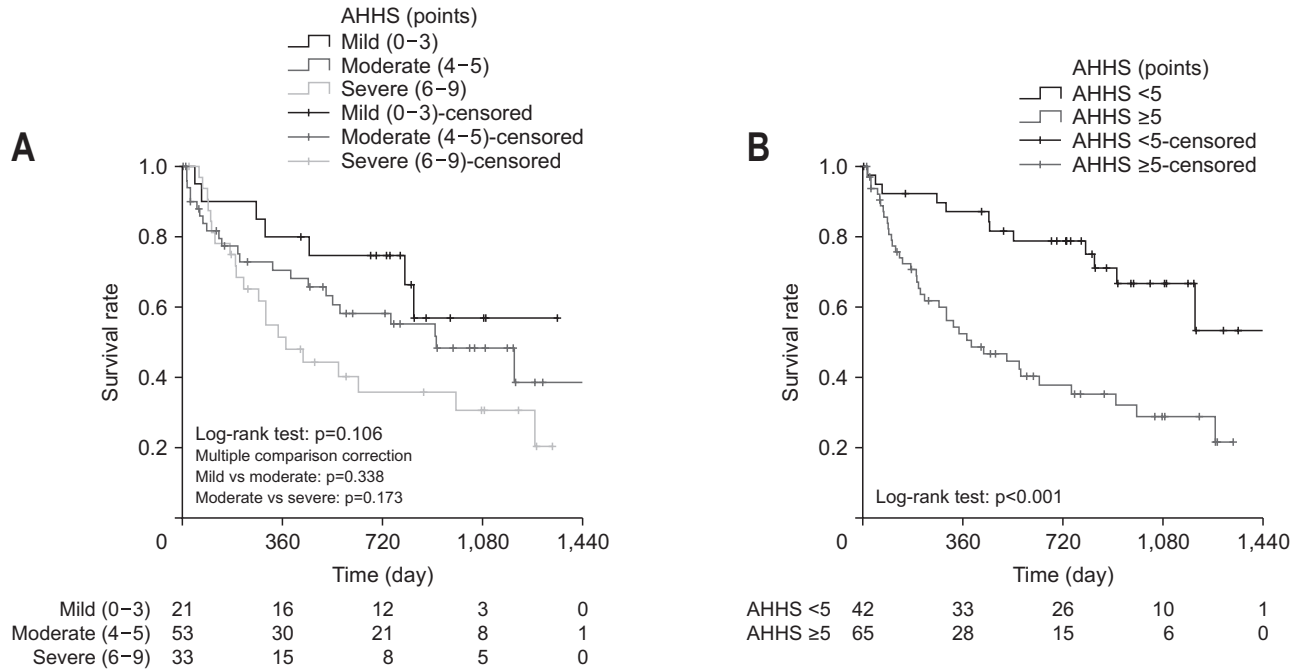 A
AHHS (points)
Mild (0–3)
Moderate (4–5)
Severe (6–9)
Mild (0–3)-censored
Moderate (4–5)-censored
Severe (6–9)-censored
Survival rate
1.0
0.8
0.6
0.4
0.2
Log-rank test: p=0.106
Multiple comparison correction
Mild vs moderate: p=0.338
Moderate vs severe: p=0.173
0 360 720 1,080 1,440
Time (day)
Mild (0–3) 21 16 12 3 0
Moderate (4–5) 53 30 21 8 1
Severe (6–9) 33 15 8 5 0
B
AHHS (points)
AHHS <5
AHHS ≥5
AHHS <5-censored
AHHS ≥5-censored
Survival rate
1.0
0.8
0.6
0.4
0.2
Log-rank test: p<0.001
0 360 720 1,080 1,440
Time (day)
AHHS <5 42 33 26 10 1
AHHS ≥5 65 28 15 6 0